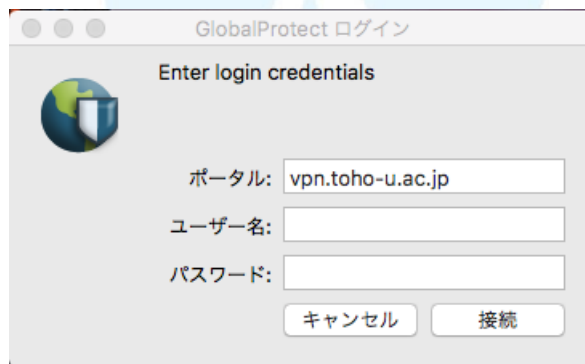 GlobalProtect ログイン
Enter login credentials
ポータル: vpn.toho-u.ac.jp
ユーザー名:
パスワード:
キャンセル 接続